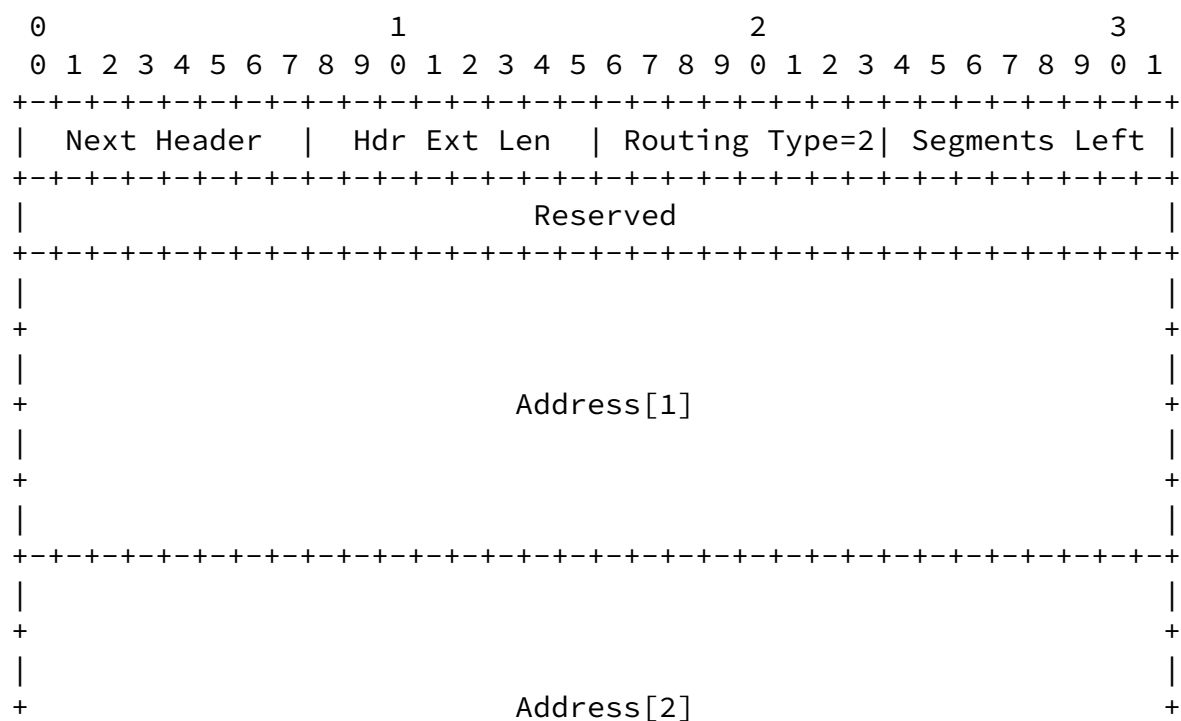 0                   1                   2                   3
 0 1 2 3 4 5 6 7 8 9 0 1 2 3 4 5 6 7 8 9 0 1 2 3 4 5 6 7 8 9 0 1
+-+-+-+-+-+-+-+-+-+-+-+-+-+-+-+-+-+-+-+-+-+-+-+-+-+-+-+-+-+-+-+-+
|  Next Header  |  Hdr Ext Len  | Routing Type=2| Segments Left |
+-+-+-+-+-+-+-+-+-+-+-+-+-+-+-+-+-+-+-+-+-+-+-+-+-+-+-+-+-+-+-+-+
|                            Reserved                           |
+-+-+-+-+-+-+-+-+-+-+-+-+-+-+-+-+-+-+-+-+-+-+-+-+-+-+-+-+-+-+-+-+
|                                                               |
+                                                               +
|                                                               |
+                           Address[1]                          +
|                                                               |
+                                                               +
|                                                               |
+-+-+-+-+-+-+-+-+-+-+-+-+-+-+-+-+-+-+-+-+-+-+-+-+-+-+-+-+-+-+-+-+
|                                                               |
+                                                               +
|                                                               |
+                           Address[2]                          +